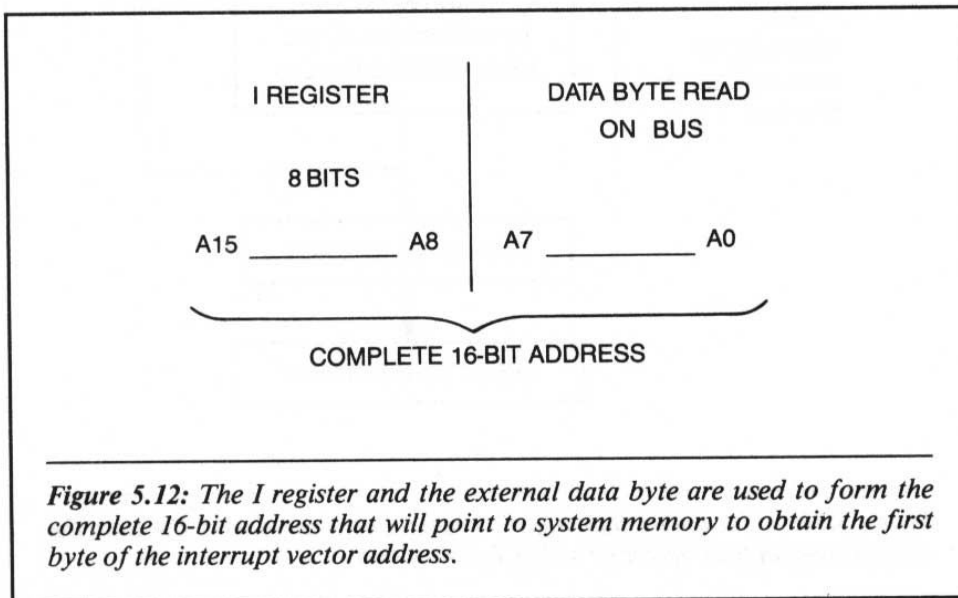 I REGISTER
DATA BYTE READ
ON BUS
8 BITS
A15 ________ A8
A7 ________ A0
COMPLETE 16-BIT ADDRESS
Figure 5.12: The I register and the external data byte are used to form the
complete 16-bit address that will point to system memory to obtain the first
byte of the interrupt vector address.